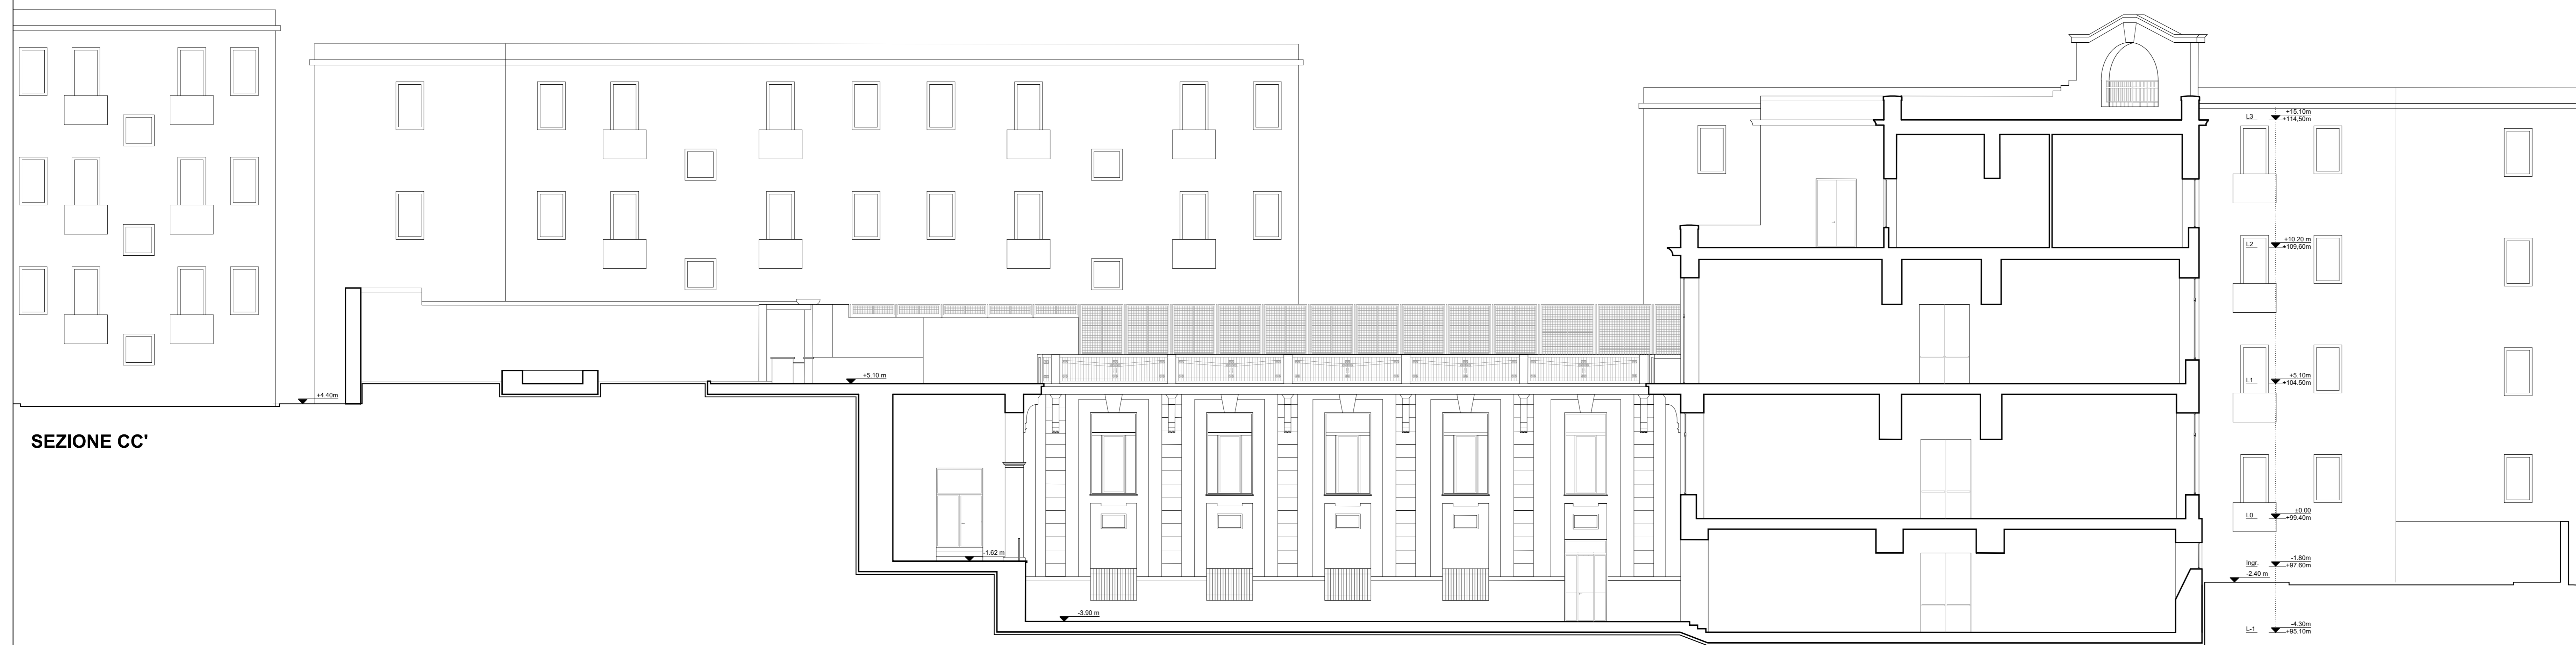 +15.10m
L3
+114,50m
+10.20 m
L2
+109,60m
+5.10 m
+5.10m
L1
+104.50m
+4.40m
SEZIONE CC'
±0.00
L0
+99.40m
-1.62 m
-1.80m
Ingr.
+97.60m
-2.40 m
-3.90 m
-4.30m
L-1
+95.10m